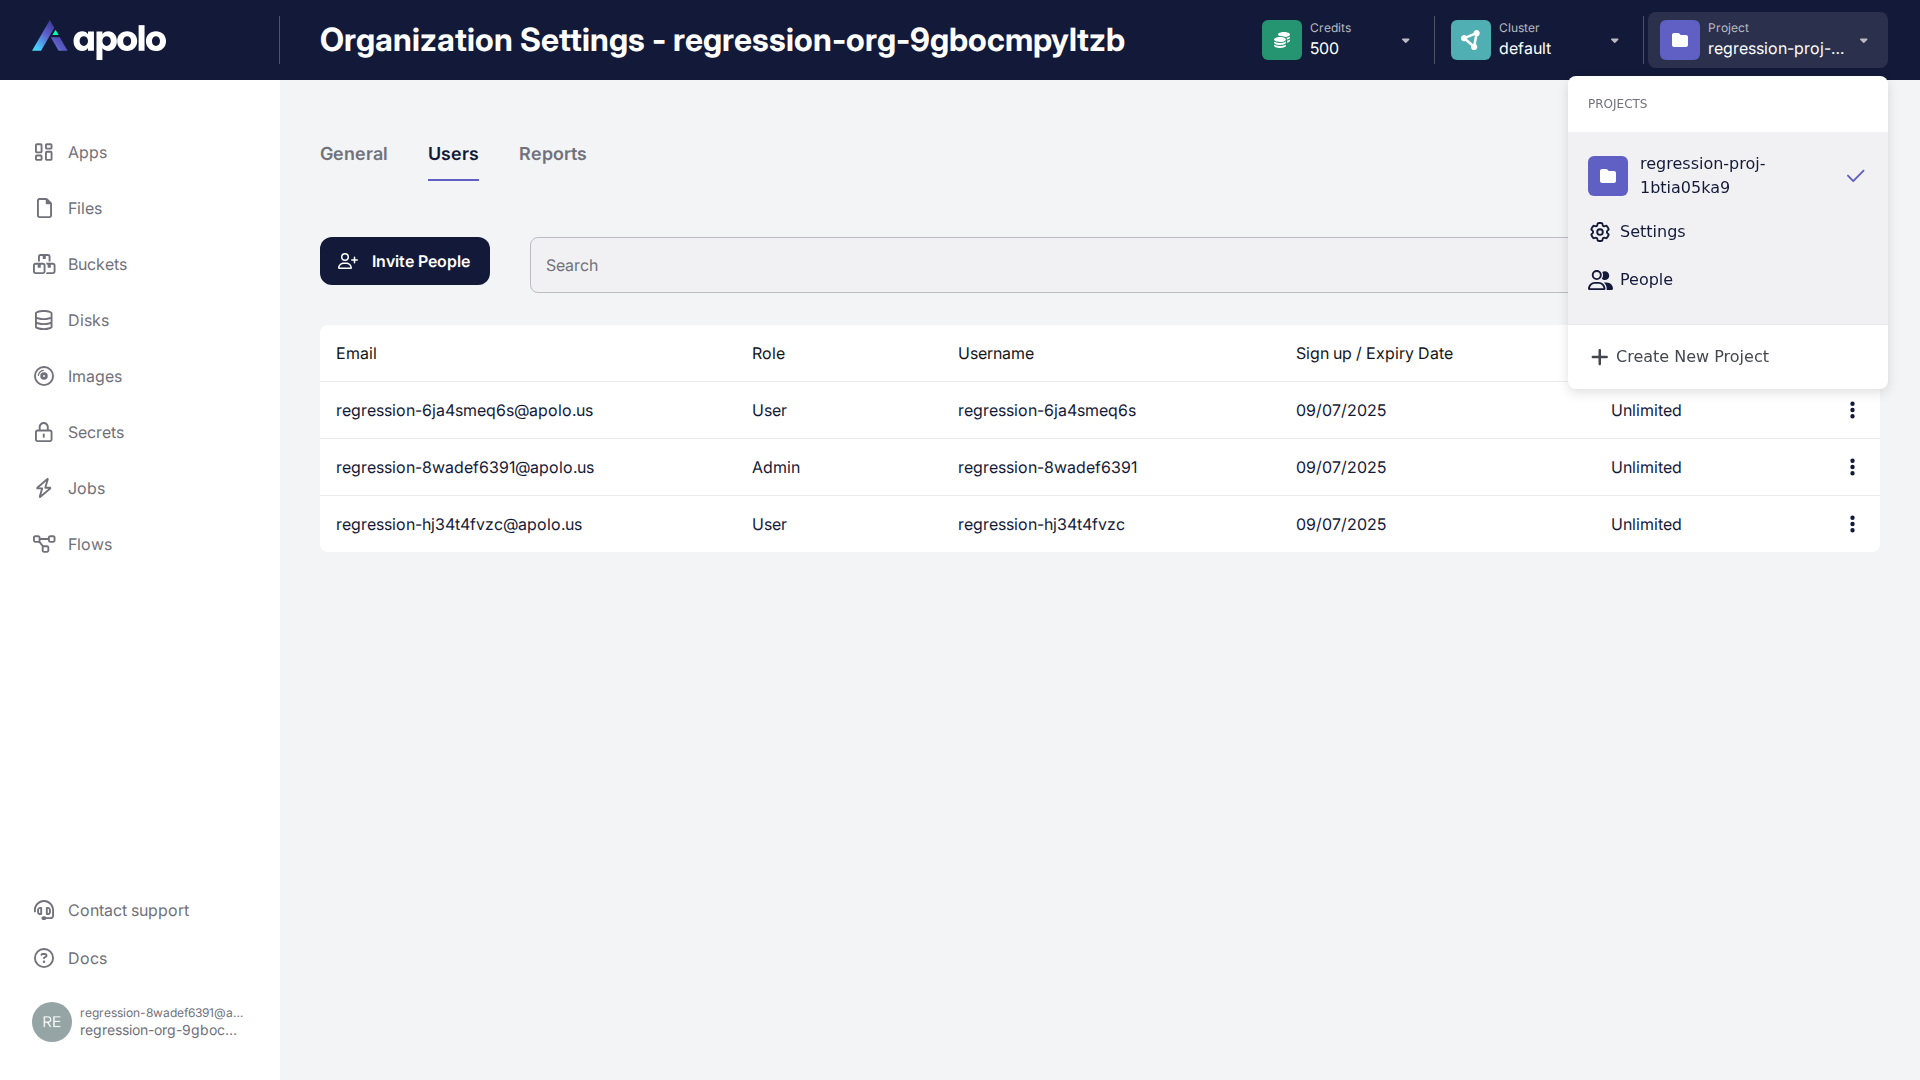 apolo
Organization Settings - regression-org-9gbocmpyltzb
Credits
500
Cluster
default
Project
regression-proj-...
PROJECTS
regression-proj-
1btia05ka9
Settings
People
Create New Project
Apps
Files
Buckets
Disks
Images
Secrets
Jobs
Flows
Contact support
Docs
RE
regression-8wadef6391@a...
regression-org-9gboc...
General Users Reports
Invite People
Search
Email Role Username Sign up / Expiry Date
regression-6ja4smeq6s@apolo.us User regression-6ja4smeq6s 09/07/2025 Unlimited
regression-8wadef6391@apolo.us Admin regression-8wadef6391 09/07/2025 Unlimited
regression-hj34t4fvzc@apolo.us User regression-hj34t4fvzc 09/07/2025 Unlimited